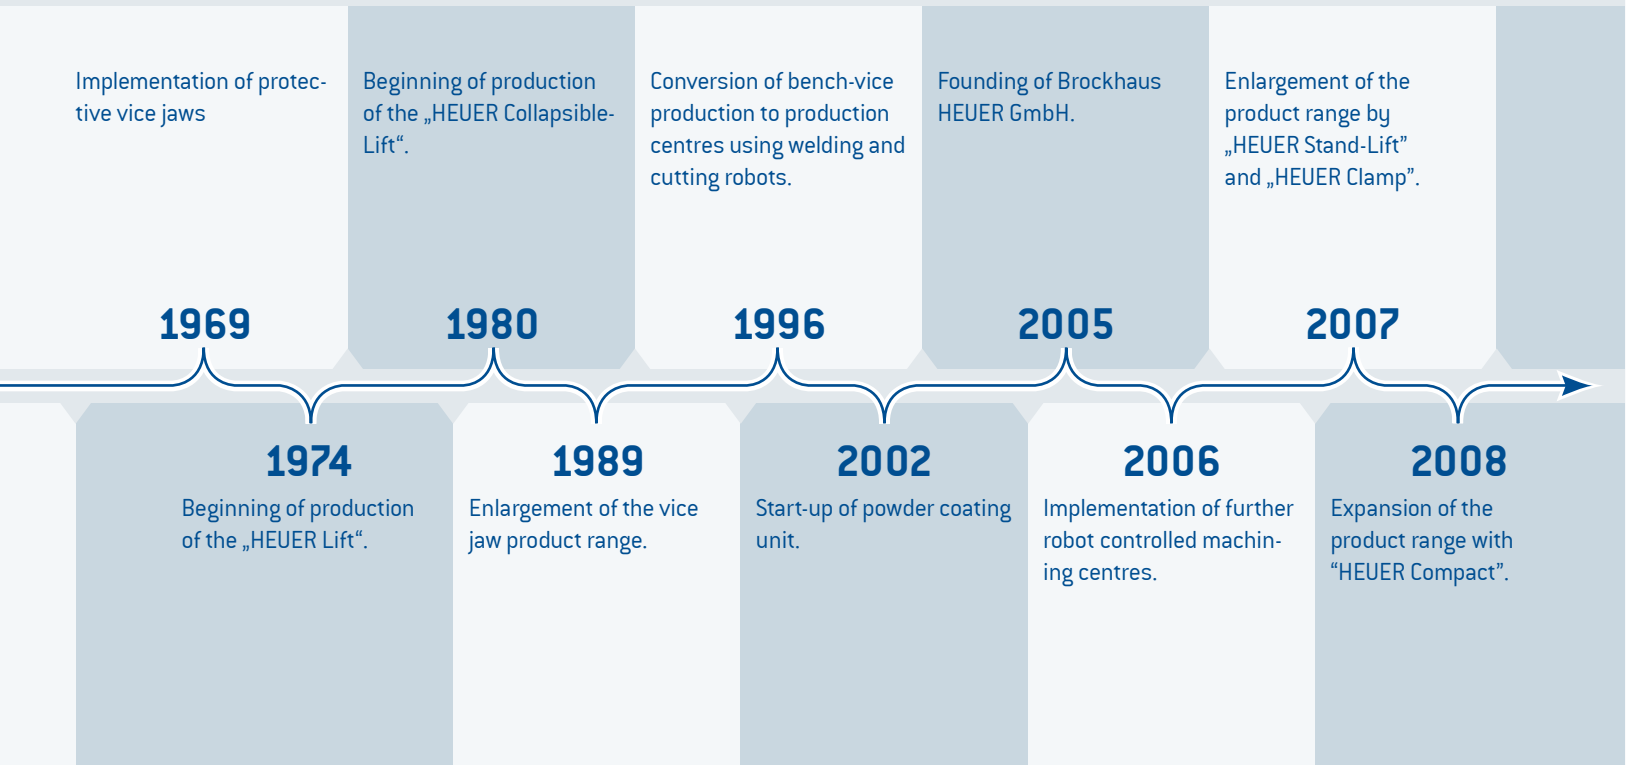 Implementation of protec-
tive vice jaws
1969
1974
Beginning of production
of the „HEUER Lift“.
Beginning of production
of the „HEUER Collapsible-
Lift“.
1980
1989
Enlargement of the vice
jaw product range.
Conversion of bench-vice
production to production
centres using welding and
cutting robots.
1996
2002
Start-up of powder coating
unit.
Founding of Brockhaus
HEUER GmbH.
2005
2006
Implementation of further
robot controlled machin-
ing centres.
Enlargement of the
product range by
„HEUER Stand-Lift”
and „HEUER Clamp”.
2007
2008
Expansion of the
product range with
“HEUER Compact”.